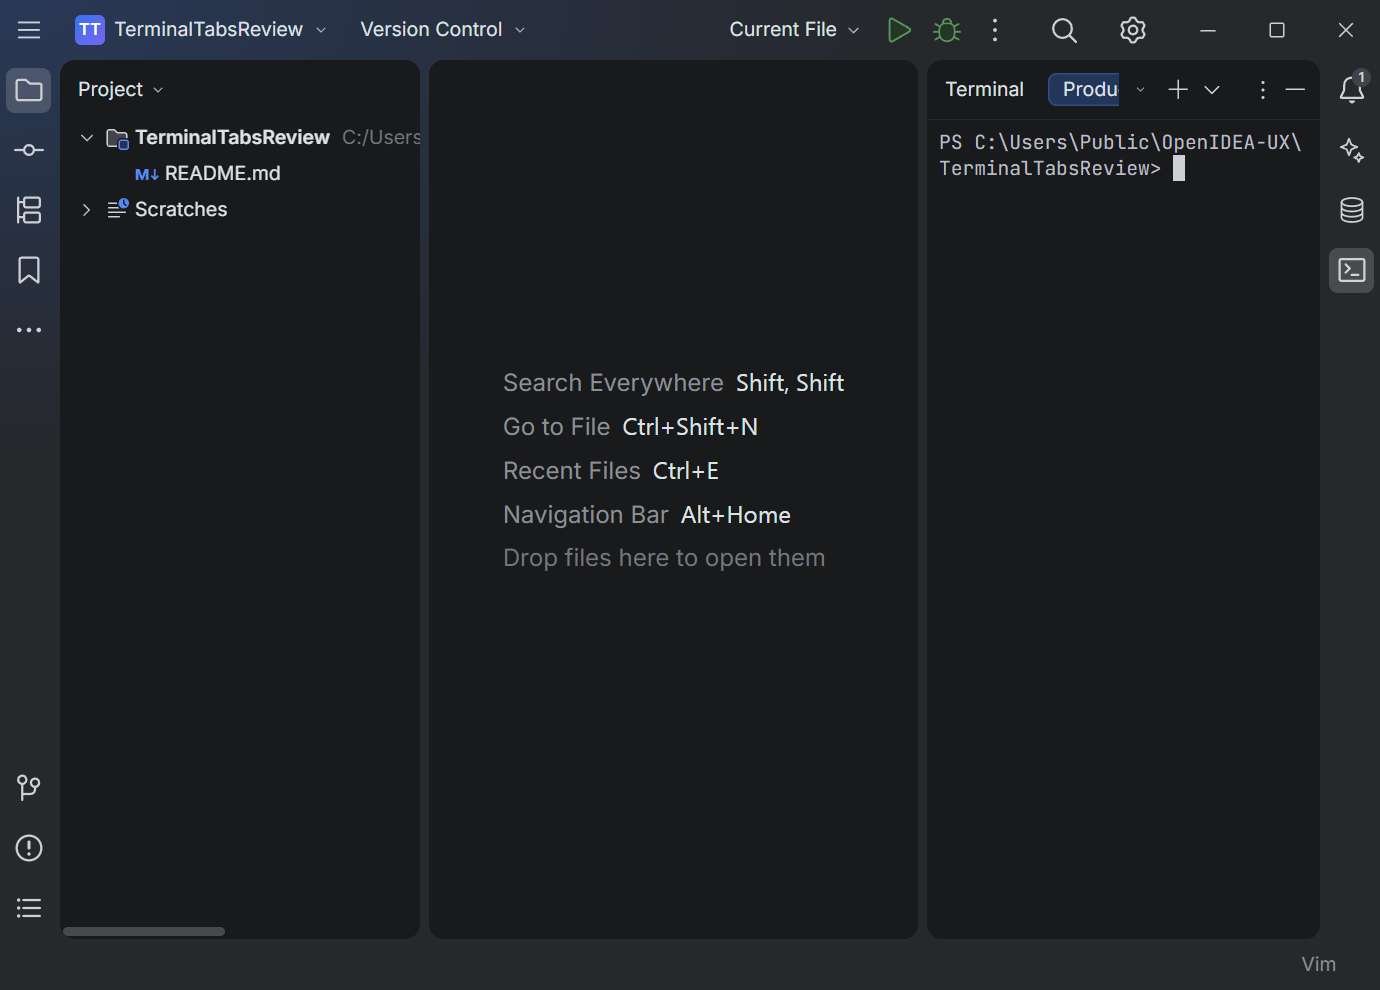 TT TerminalTabsReview Version Control Current File
Project
TerminalTabsReview C:/Users
M↓ README.md
Scratches
Search Everywhere Shift, Shift
Go to File Ctrl+Shift+N
Recent Files Ctrl+E
Navigation Bar Alt+Home
Drop files here to open them
Terminal Produ
1
PS C:\Users\Public\OpenIDEA-UX\
TerminalTabsReview>
Vim